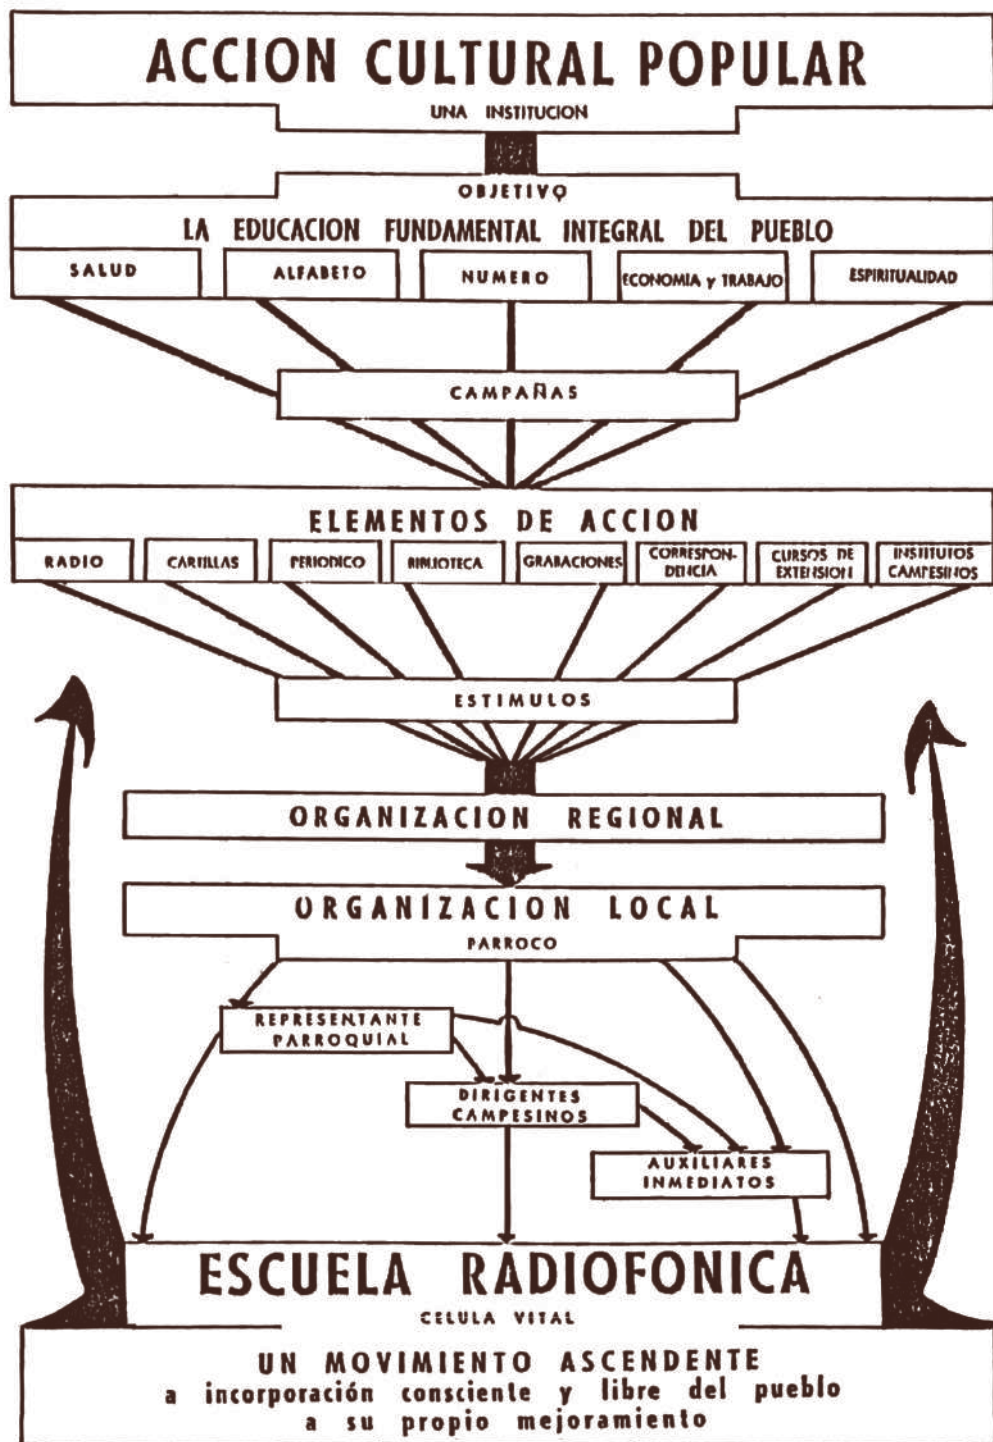 ACCION CULTURAL POPULAR
UNA INSTITUCION
OBJETIVO
LA EDUCACION FUNDAMENTAL INTEGRAL DEL PUEBLO
SALUD
ALFABETO
NUMERO
ECONOMIA y TRABAJO
ESPIRITUALIDAD
CAMPAÑAS
ELEMENTOS DE ACCION
RADIO
CARTILLAS
PERIODICO
BIBLIOTECA
GRABACIONES
CORRESPON-
DENCIA
CURSOS DE
EXTENSION
INSTITUTOS
CAMPESINOS
ESTIMULOS
ORGANIZACION REGIONAL
ORGANIZACION LOCAL
PARROCO
REPRESENTANTE
PARROQUIAL
DIRIGENTES
CAMPESINOS
AUXILIARES
INMEDIATOS
ESCUELA RADIOFONICA
CELULA VITAL
UN MOVIMIENTO ASCENDENTE
a incorporación consciente y libre del pueblo
a su propio mejoramiento